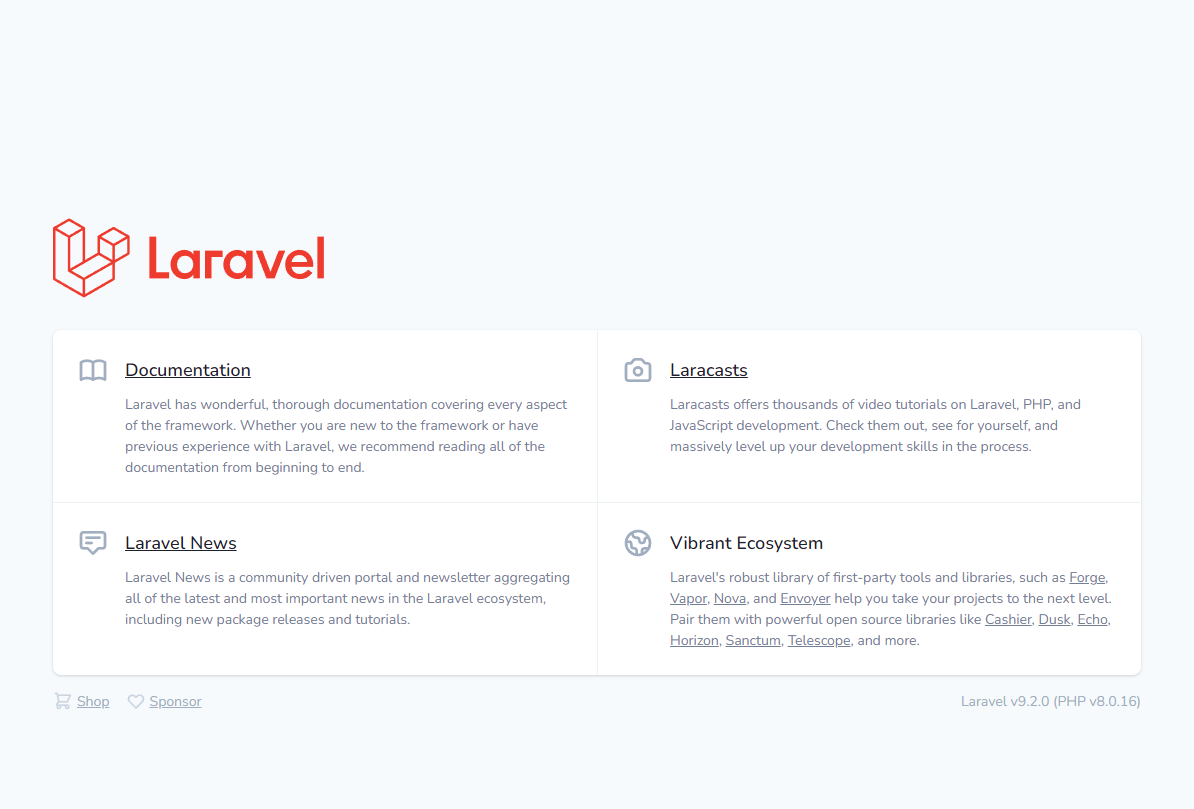 Laravel
Documentation
Laravel has wonderful, thorough documentation covering every aspect
of the framework. Whether you are new to the framework or have
previous experience with Laravel, we recommend reading all of the
documentation from beginning to end.
Laracasts
Laracasts offers thousands of video tutorials on Laravel, PHP, and
JavaScript development. Check them out, see for yourself, and
massively level up your development skills in the process.
Laravel News
Laravel News is a community driven portal and newsletter aggregating
all of the latest and most important news in the Laravel ecosystem,
including new package releases and tutorials.
Vibrant Ecosystem
Laravel's robust library of first-party tools and libraries, such as Forge,
Vapor, Nova, and Envoyer help you take your projects to the next level.
Pair them with powerful open source libraries like Cashier, Dusk, Echo,
Horizon, Sanctum, Telescope, and more.
Shop
Sponsor
Laravel v9.2.0 (PHP v8.0.16)